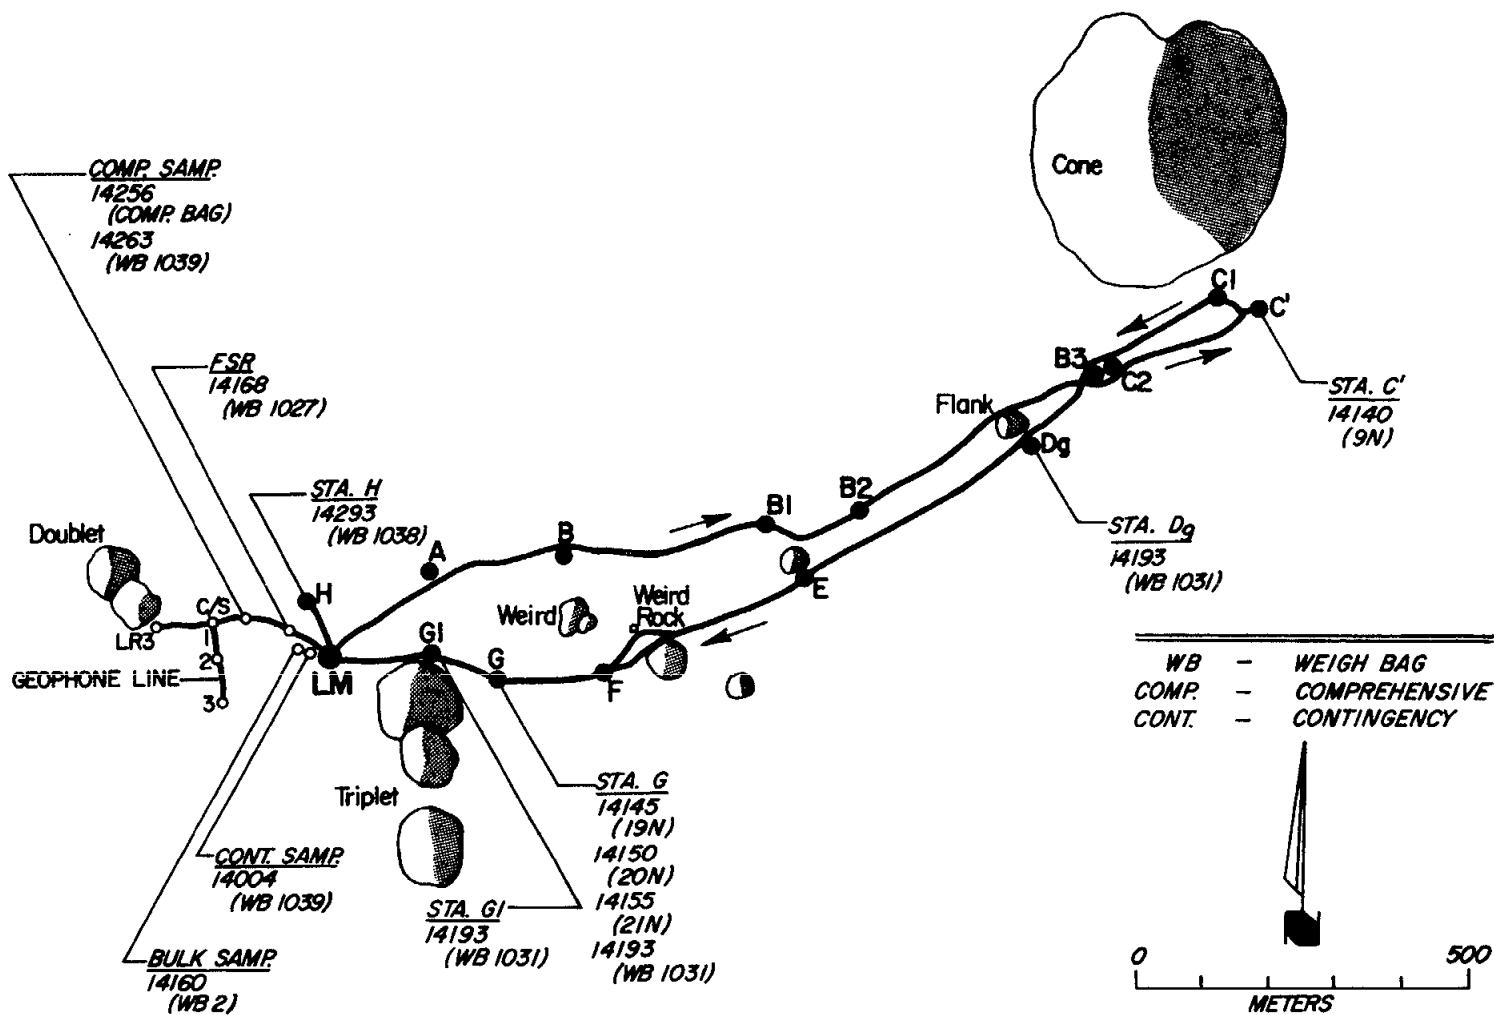 Cone
COMP. SAMP.
14256
(COMP. BAG)
14263
(WB 1039)
C1
C'
FSR
14168
(WB 1027)
B3
C2
STA. C'
14140
(9N)
Flank
Dg
STA. H
14293
(WB 1038)
B2
B1
B
A
Doublet
STA. Dg
14193
(WB 1031)
E
H
C/S
Weird
Weird
Rock
LR3
1
2
3
GEOPHONE LINE
LM
G1
G
F
WB - WEIGH BAG
COMP. - COMPREHENSIVE
CONT. - CONTINGENCY
Triplet
STA. G
14145
(19N)
14150
(20N)
14155
(21N)
14193
(WB 1031)
CONT. SAMP.
14004
(WB 1039)
STA. G1
14193
(WB 1031)
BULK SAMP.
14160
(WB 2)
N
0 500
METERS